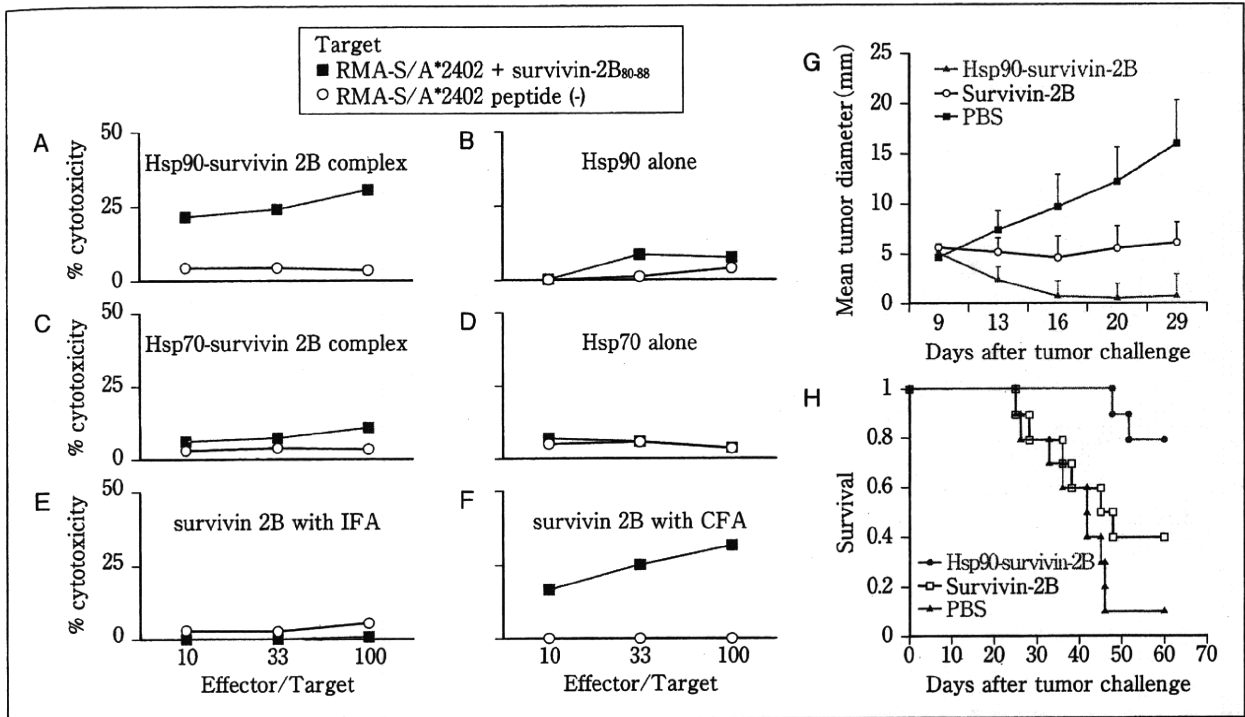 Target
■ RMA-S/A*2402 + survivin-2B80-88
○ RMA-S/A*2402 peptide (-)
A
50
25
0
% cytotoxicity
Hsp90-survivin 2B complex
B
Hsp90 alone
C
50
25
0
% cytotoxicity
Hsp70-survivin 2B complex
D
Hsp70 alone
E
50
25
0
% cytotoxicity
survivin 2B with IFA
10 33 100
Effector/Target
F
survivin 2B with CFA
10 33 100
Effector/Target
G
25
20
15
10
5
0
Mean tumor diameter (mm)
Hsp90-survivin-2B
Survivin-2B
PBS
9 13 16 20 29
Days after tumor challenge
H
1
0.8
0.6
0.4
0.2
0
Survival
Hsp90-survivin-2B
Survivin-2B
PBS
0 10 20 30 40 50 60 70
Days after tumor challenge